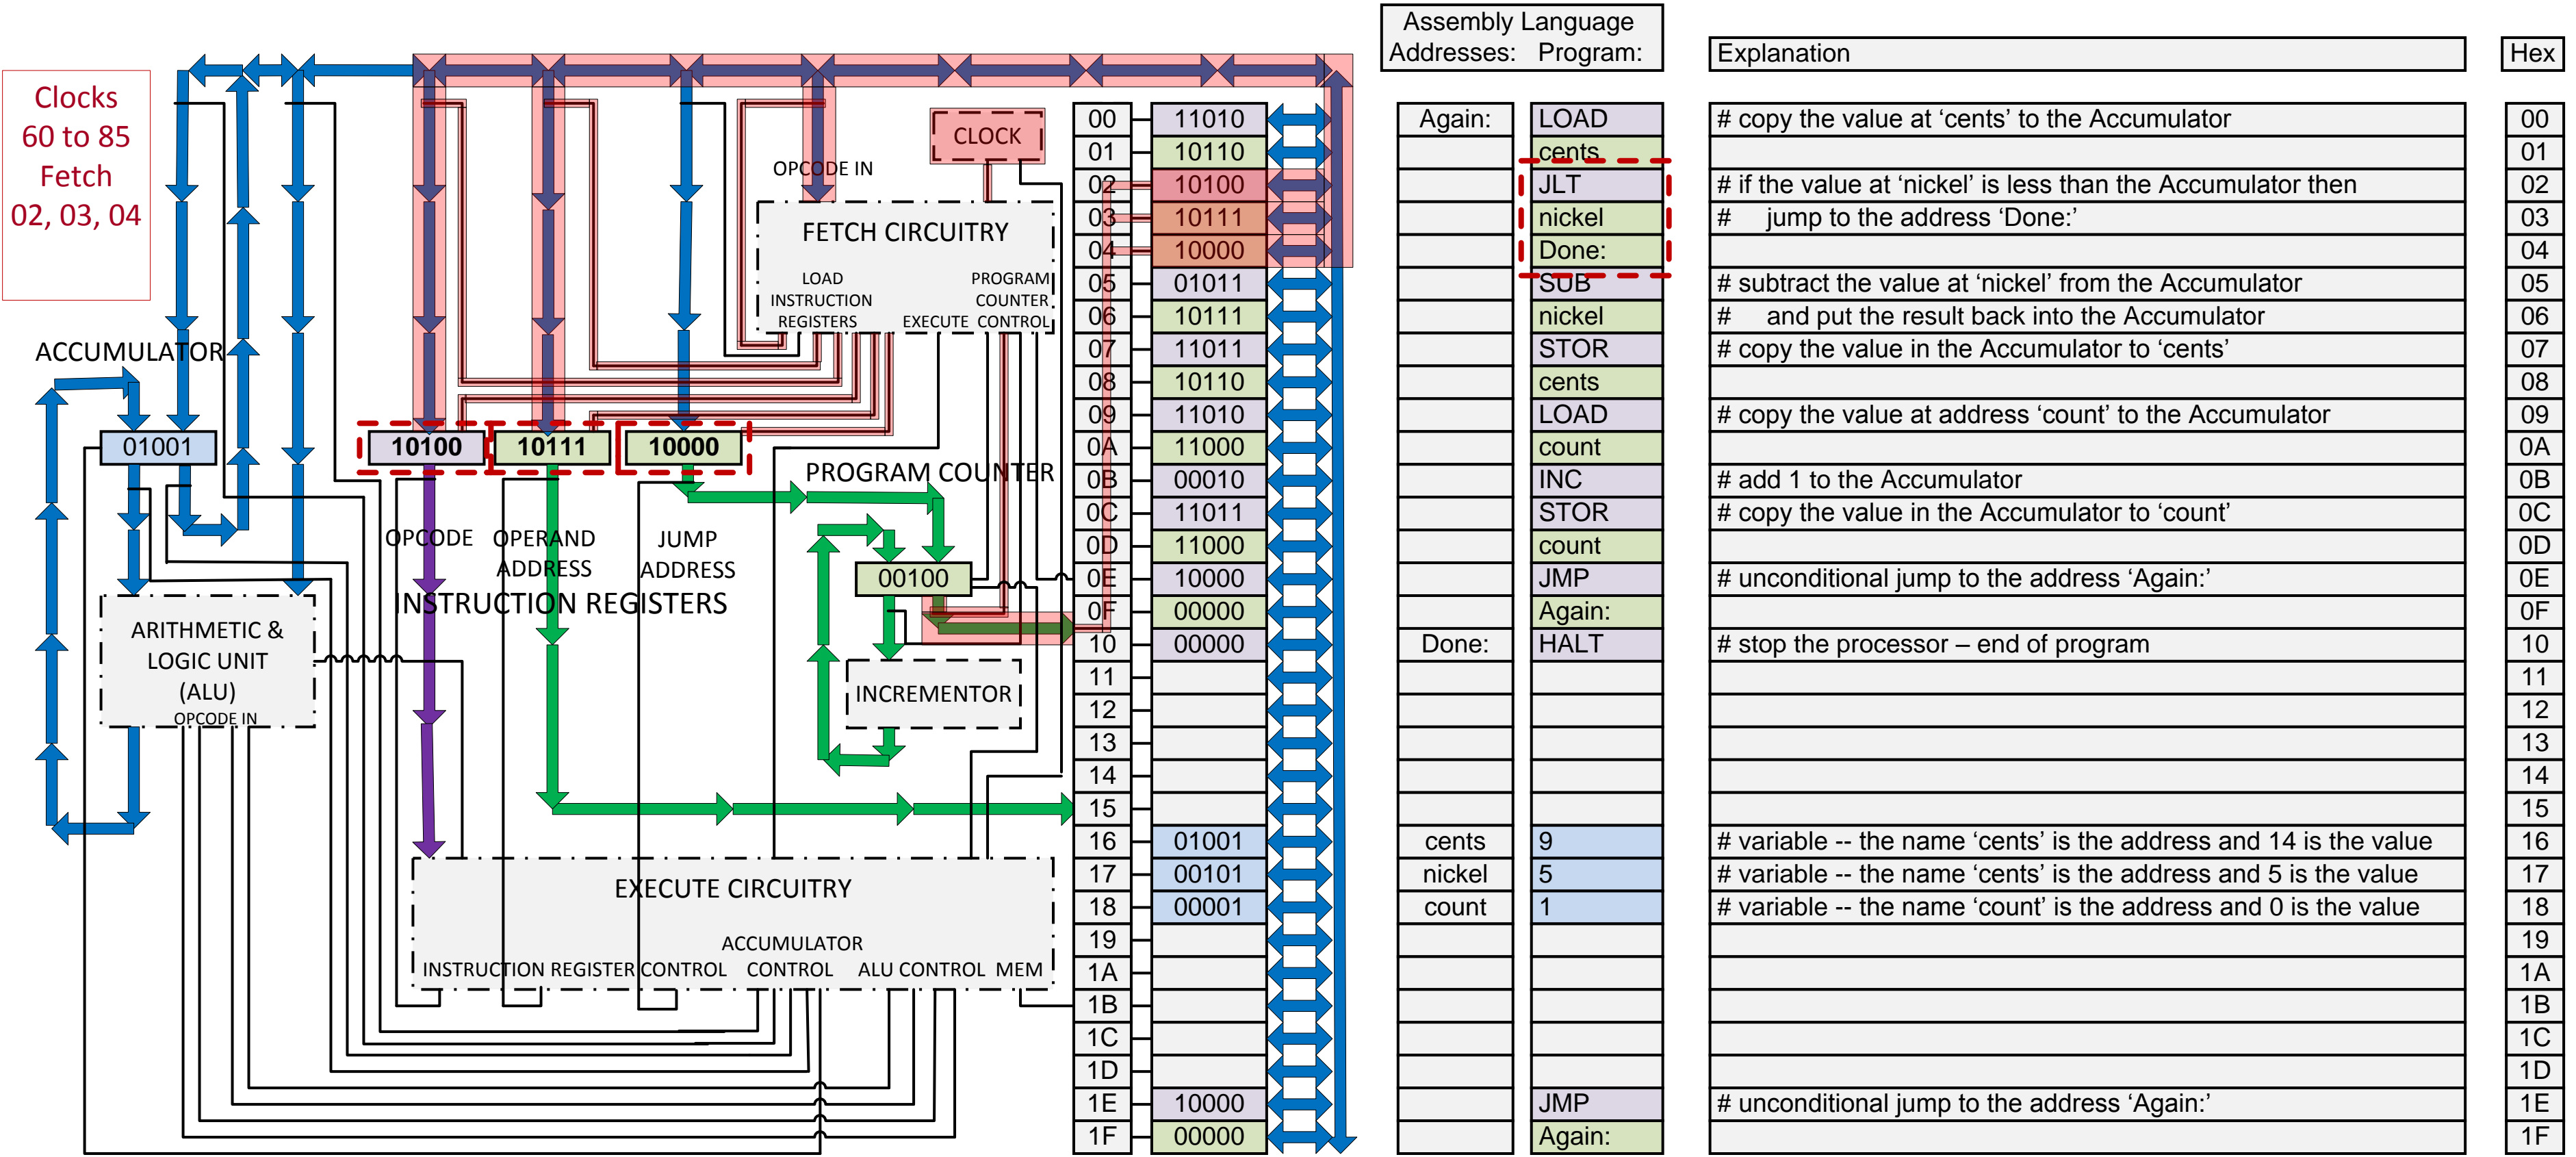 Assembly Language
Addresses: Program:
Explanation
Hex
Clocks
60 to 85
Fetch
02, 03, 04
CLOCK
OPCODE IN
FETCH CIRCUITRY
LOAD
INSTRUCTION
REGISTERS
EXECUTE
PROGRAM
COUNTER
CONTROL
ACCUMULATOR
01001
10100
10111
10000
PROGRAM COUNTER
OPCODE
OPERAND
ADDRESS
JUMP
ADDRESS
INSTRUCTION REGISTERS
00100
INCREMENTOR
ARITHMETIC &
LOGIC UNIT
(ALU)
OPCODE IN
EXECUTE CIRCUITRY
INSTRUCTION REGISTER CONTROL
ACCUMULATOR
CONTROL
ALU CONTROL
MEM
00 11010 Again: LOAD # copy the value at ‘cents’ to the Accumulator 00
01 10110 cents 01
02 10100 JLT # if the value at ‘nickel’ is less than the Accumulator then 02
03 10111 nickel # jump to the address ‘Done:’ 03
04 10000 Done: 04
05 01011 SUB # subtract the value at ‘nickel’ from the Accumulator 05
06 10111 nickel # and put the result back into the Accumulator 06
07 11011 STOR # copy the value in the Accumulator to ‘cents’ 07
08 10110 cents 08
09 11010 LOAD # copy the value at address ‘count’ to the Accumulator 09
0A 11000 count 0A
0B 00010 INC # add 1 to the Accumulator 0B
0C 11011 STOR # copy the value in the Accumulator to ‘count’ 0C
0D 11000 count 0D
0E 10000 JMP # unconditional jump to the address ‘Again:’ 0E
0F 00000 Again: 0F
10 00000 Done: HALT # stop the processor – end of program 10
11 11
12 12
13 13
14 14
15 15
16 01001 cents 9 # variable -- the name ‘cents’ is the address and 14 is the value 16
17 00101 nickel 5 # variable -- the name ‘cents’ is the address and 5 is the value 17
18 00001 count 1 # variable -- the name ‘count’ is the address and 0 is the value 18
19 19
1A 1A
1B 1B
1C 1C
1D 1D
1E 10000 JMP # unconditional jump to the address ‘Again:’ 1E
1F 00000 Again: 1F